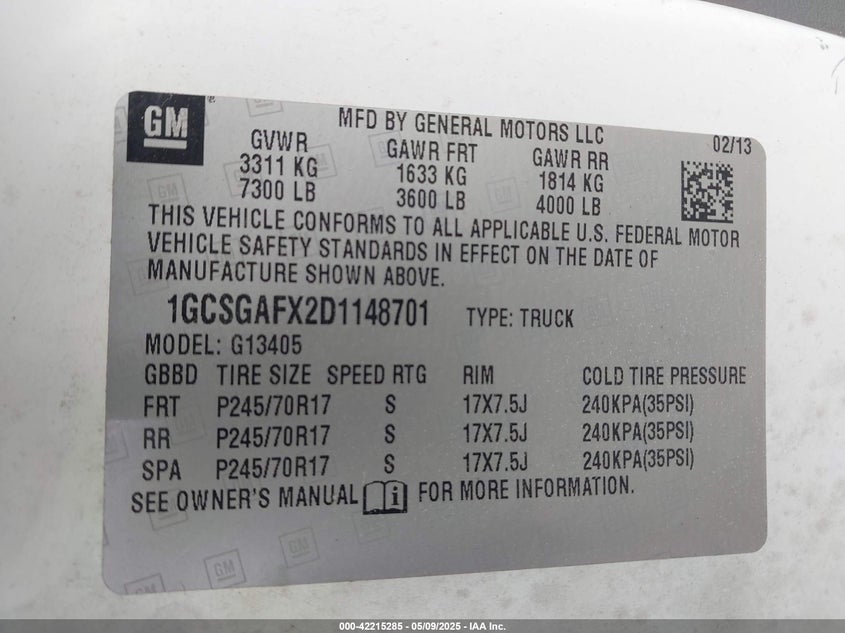 GM
MFD BY GENERAL MOTORS LLC
02/13
GVWR GAWR FRT GAWR RR
3311 KG 1633 KG 1814 KG
7300 LB 3600 LB 4000 LB
THIS VEHICLE CONFORMS TO ALL APPLICABLE U.S. FEDERAL MOTOR
VEHICLE SAFETY STANDARDS IN EFFECT ON THE DATE OF
MANUFACTURE SHOWN ABOVE.
1GCSGAFX2D1148701 TYPE: TRUCK
MODEL: G13405
GBBD TIRE SIZE SPEED RTG RIM COLD TIRE PRESSURE
FRT P245/70R17 S 17X7.5J 240KPA(35PSI)
RR P245/70R17 S 17X7.5J 240KPA(35PSI)
SPA P245/70R17 S 17X7.5J 240KPA(35PSI)
SEE OWNER'S MANUAL i FOR MORE INFORMATION.
000-42215285 - 05/09/2025 - IAA Inc.